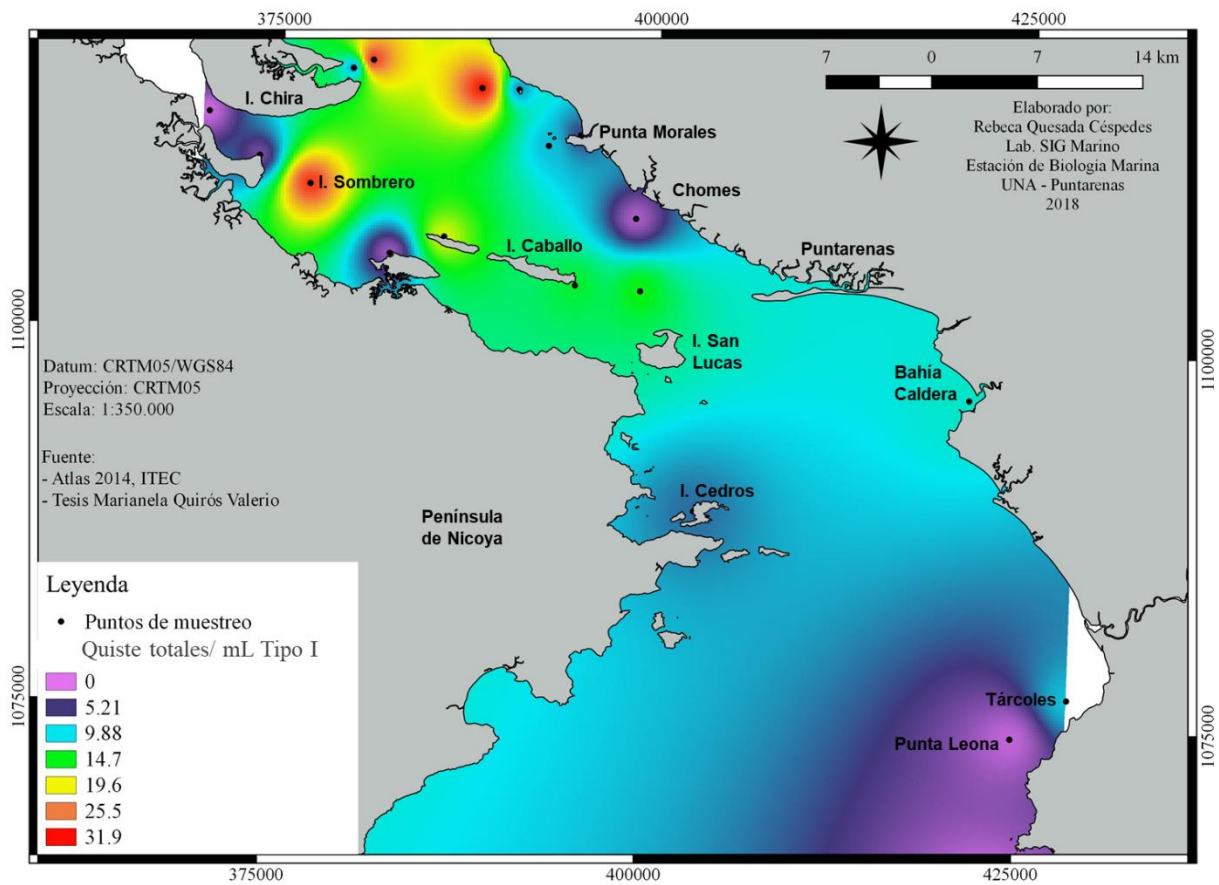 375000
400000
425000
7
0
7
14 km
Elaborado por:
Rebeca Quesada Céspedes
Lab. SIG Marino
Estación de Biología Marina
UNA - Puntarenas
2018
I. Chira
Punta Morales
I. Sombrero
Chomes
I. Caballo
Puntarenas
1100000
1100000
I. San
Lucas
Bahía
Caldera
Datum: CRTM05/WGS84
Proyección: CRTM05
Escala: 1:350.000
Fuente:
- Atlas 2014, ITEC
- Tesis Marianela Quirós Valerio
I. Cedros
Península
de Nicoya
Leyenda
Puntos de muestreo
Quiste totales/ mL Tipo I
0
5.21
9.88
14.7
19.6
25.5
31.9
1075000
1075000
Tárcoles
Punta Leona
375000
400000
425000